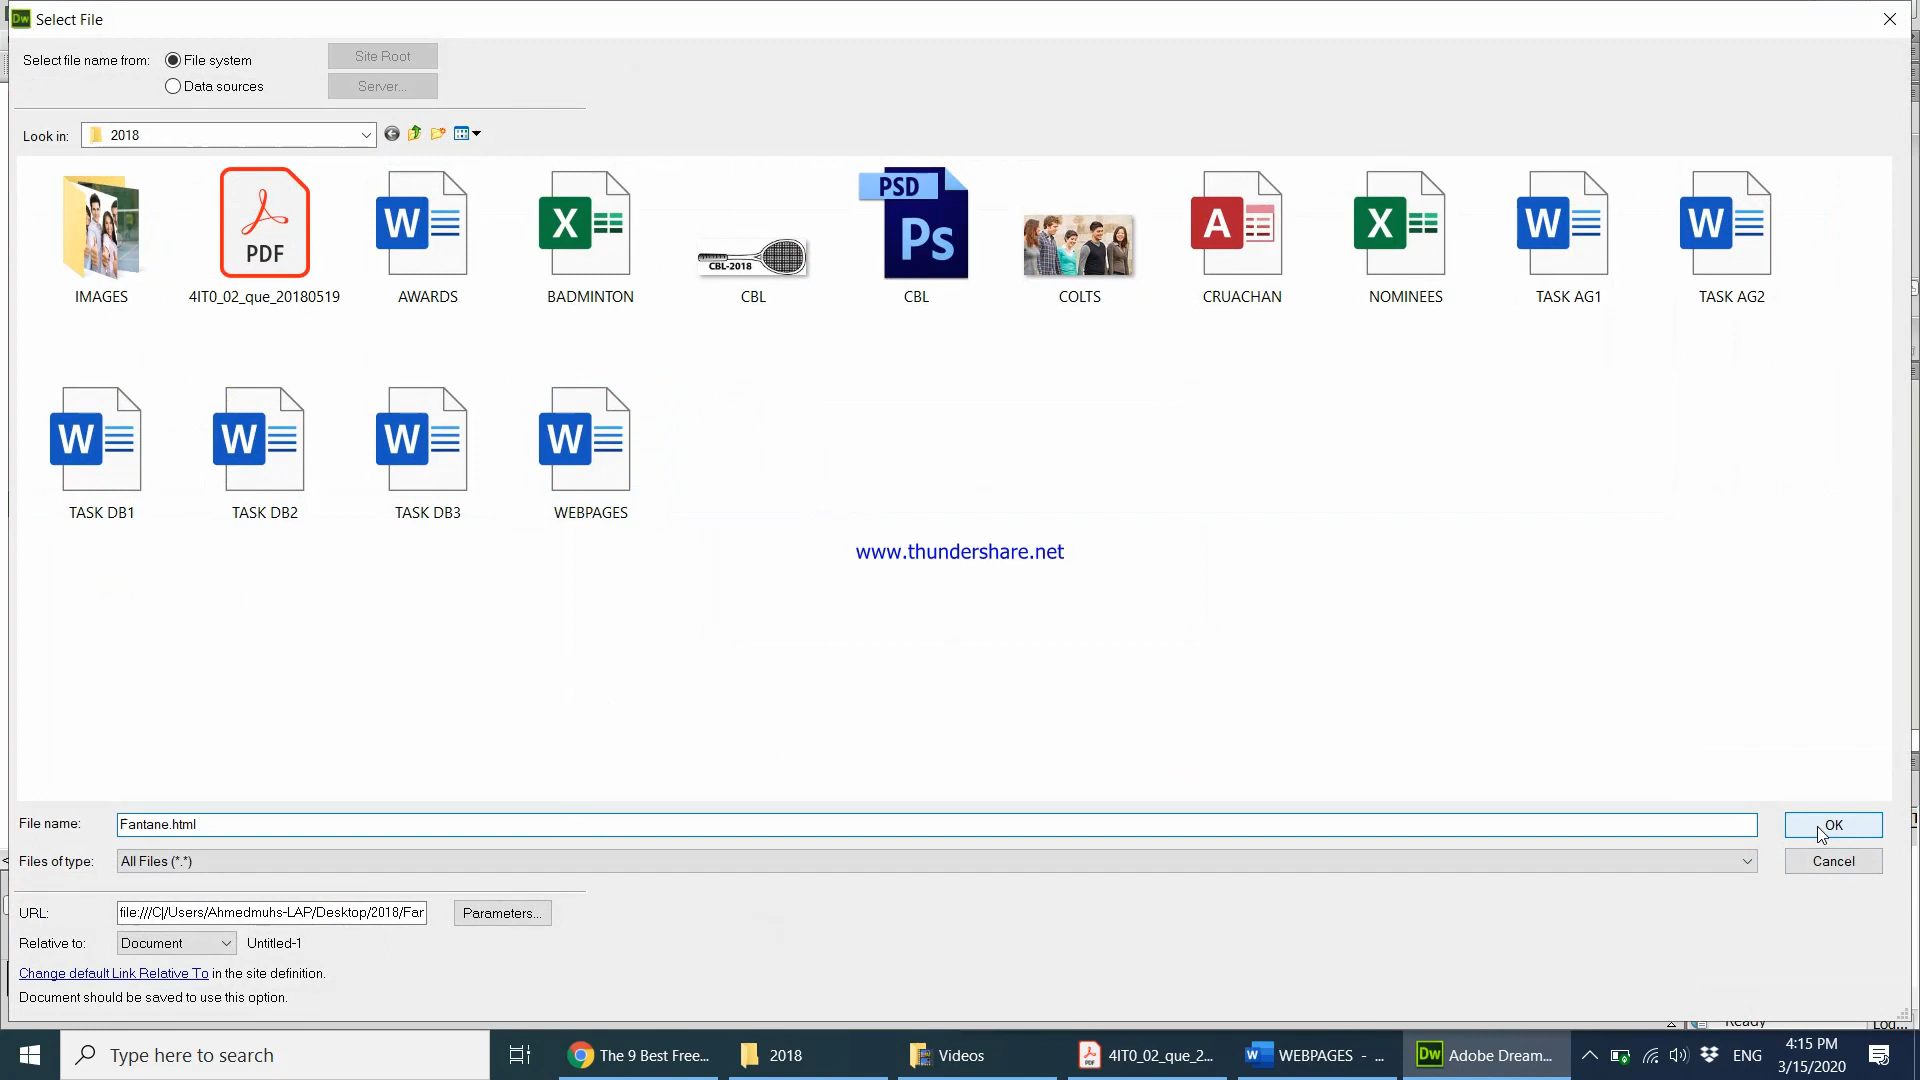 Dw Select File
Select file name from: File system Site Root
Data sources Server...
Look in: 2018
PDF W X CBL-2018 PSD Ps A X W W
IMAGES 4IT0_02_que_20180519 AWARDS BADMINTON CBL CBL COLTS CRUACHAN NOMINEES TASK AG1 TASK AG2
W W W W
TASK DB1 TASK DB2 TASK DB3 WEBPAGES
www.thundershare.net
File name: Fantane.html OK
Files of type: All Files (*.*) Cancel
URL: file:///C|/Users/Ahmedmuhs-LAP/Desktop/2018/Far Parameters...
Relative to: Document Untitled-1
Change default Link Relative To in the site definition.
Document should be saved to use this option.
Ready
Type here to search The 9 Best Free... 2018 Videos 4IT0_02_que_2... WEBPAGES - ... Dw Adobe Dream... ENG 4:15 PM
3/15/2020